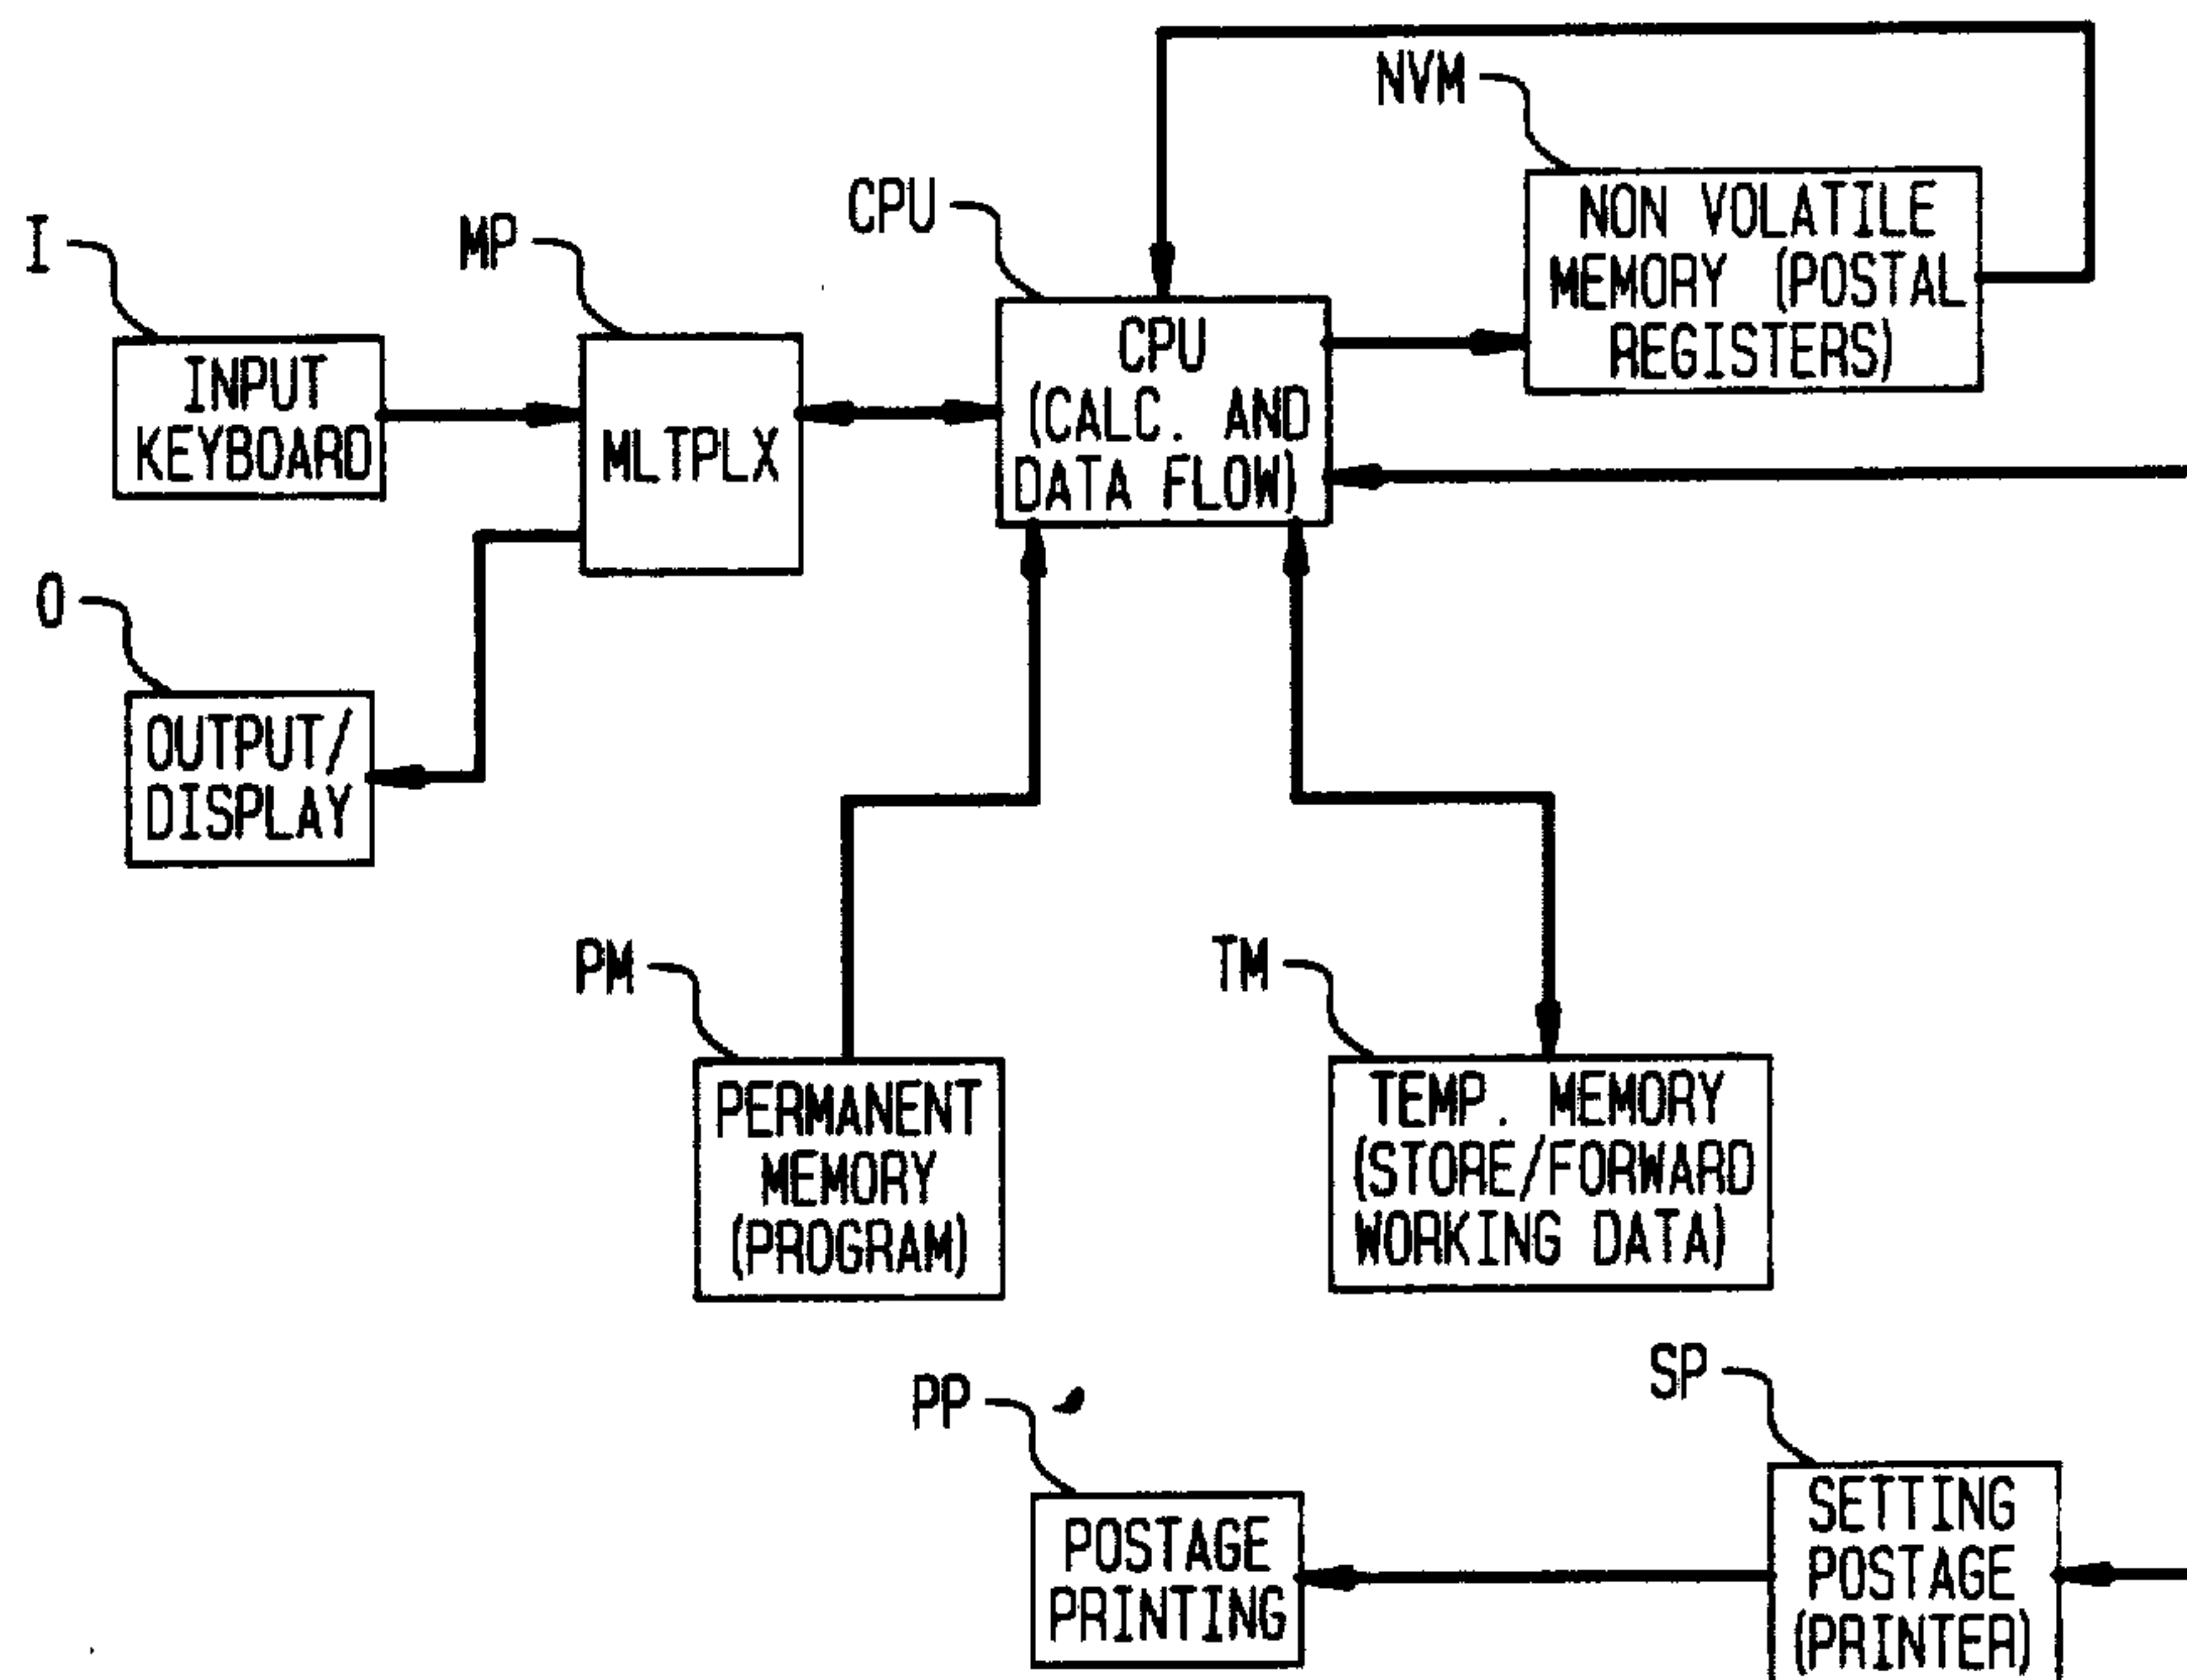 NVM
CPU
I
MP
NON VOLATILE
MEMORY (POSTAL
REGISTERS)
CPU
(CALC. AND
DATA FLOW)
INPUT
KEYBOARD
MLTPLX
O
OUTPUT/
DISPLAY
PM
TM
PERMANENT
MEMORY
(PROGRAM)
TEMP. MEMORY
(STORE/FORWARD
WORKING DATA)
PP
SP
POSTAGE
PRINTING
SETTING
POSTAGE
(PRINTER)